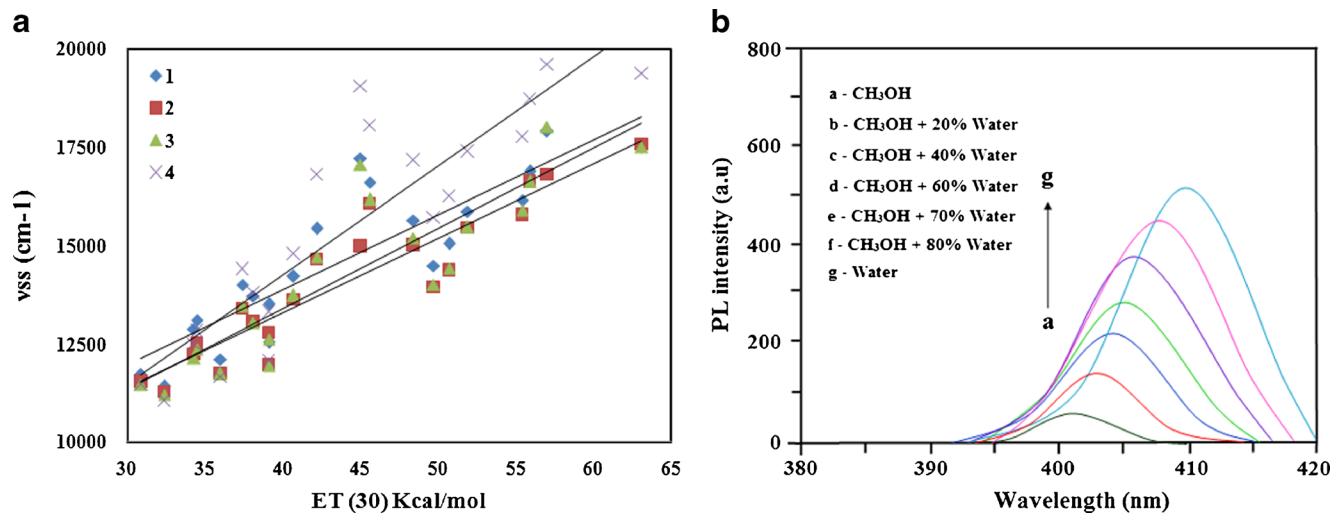 a
20000
17500
15000
12500
10000
νss (cm-1)
1
2
3
4
30 35 40 45 50 55 60 65
ET (30) Kcal/mol
b
800
600
400
200
0
PL intensity (a.u)
a - CH₃OH
b - CH₃OH + 20% Water
c - CH₃OH + 40% Water
d - CH₃OH + 60% Water
e - CH₃OH + 70% Water
f - CH₃OH + 80% Water
g - Water
g
a
380 390 400 410 420
Wavelength (nm)